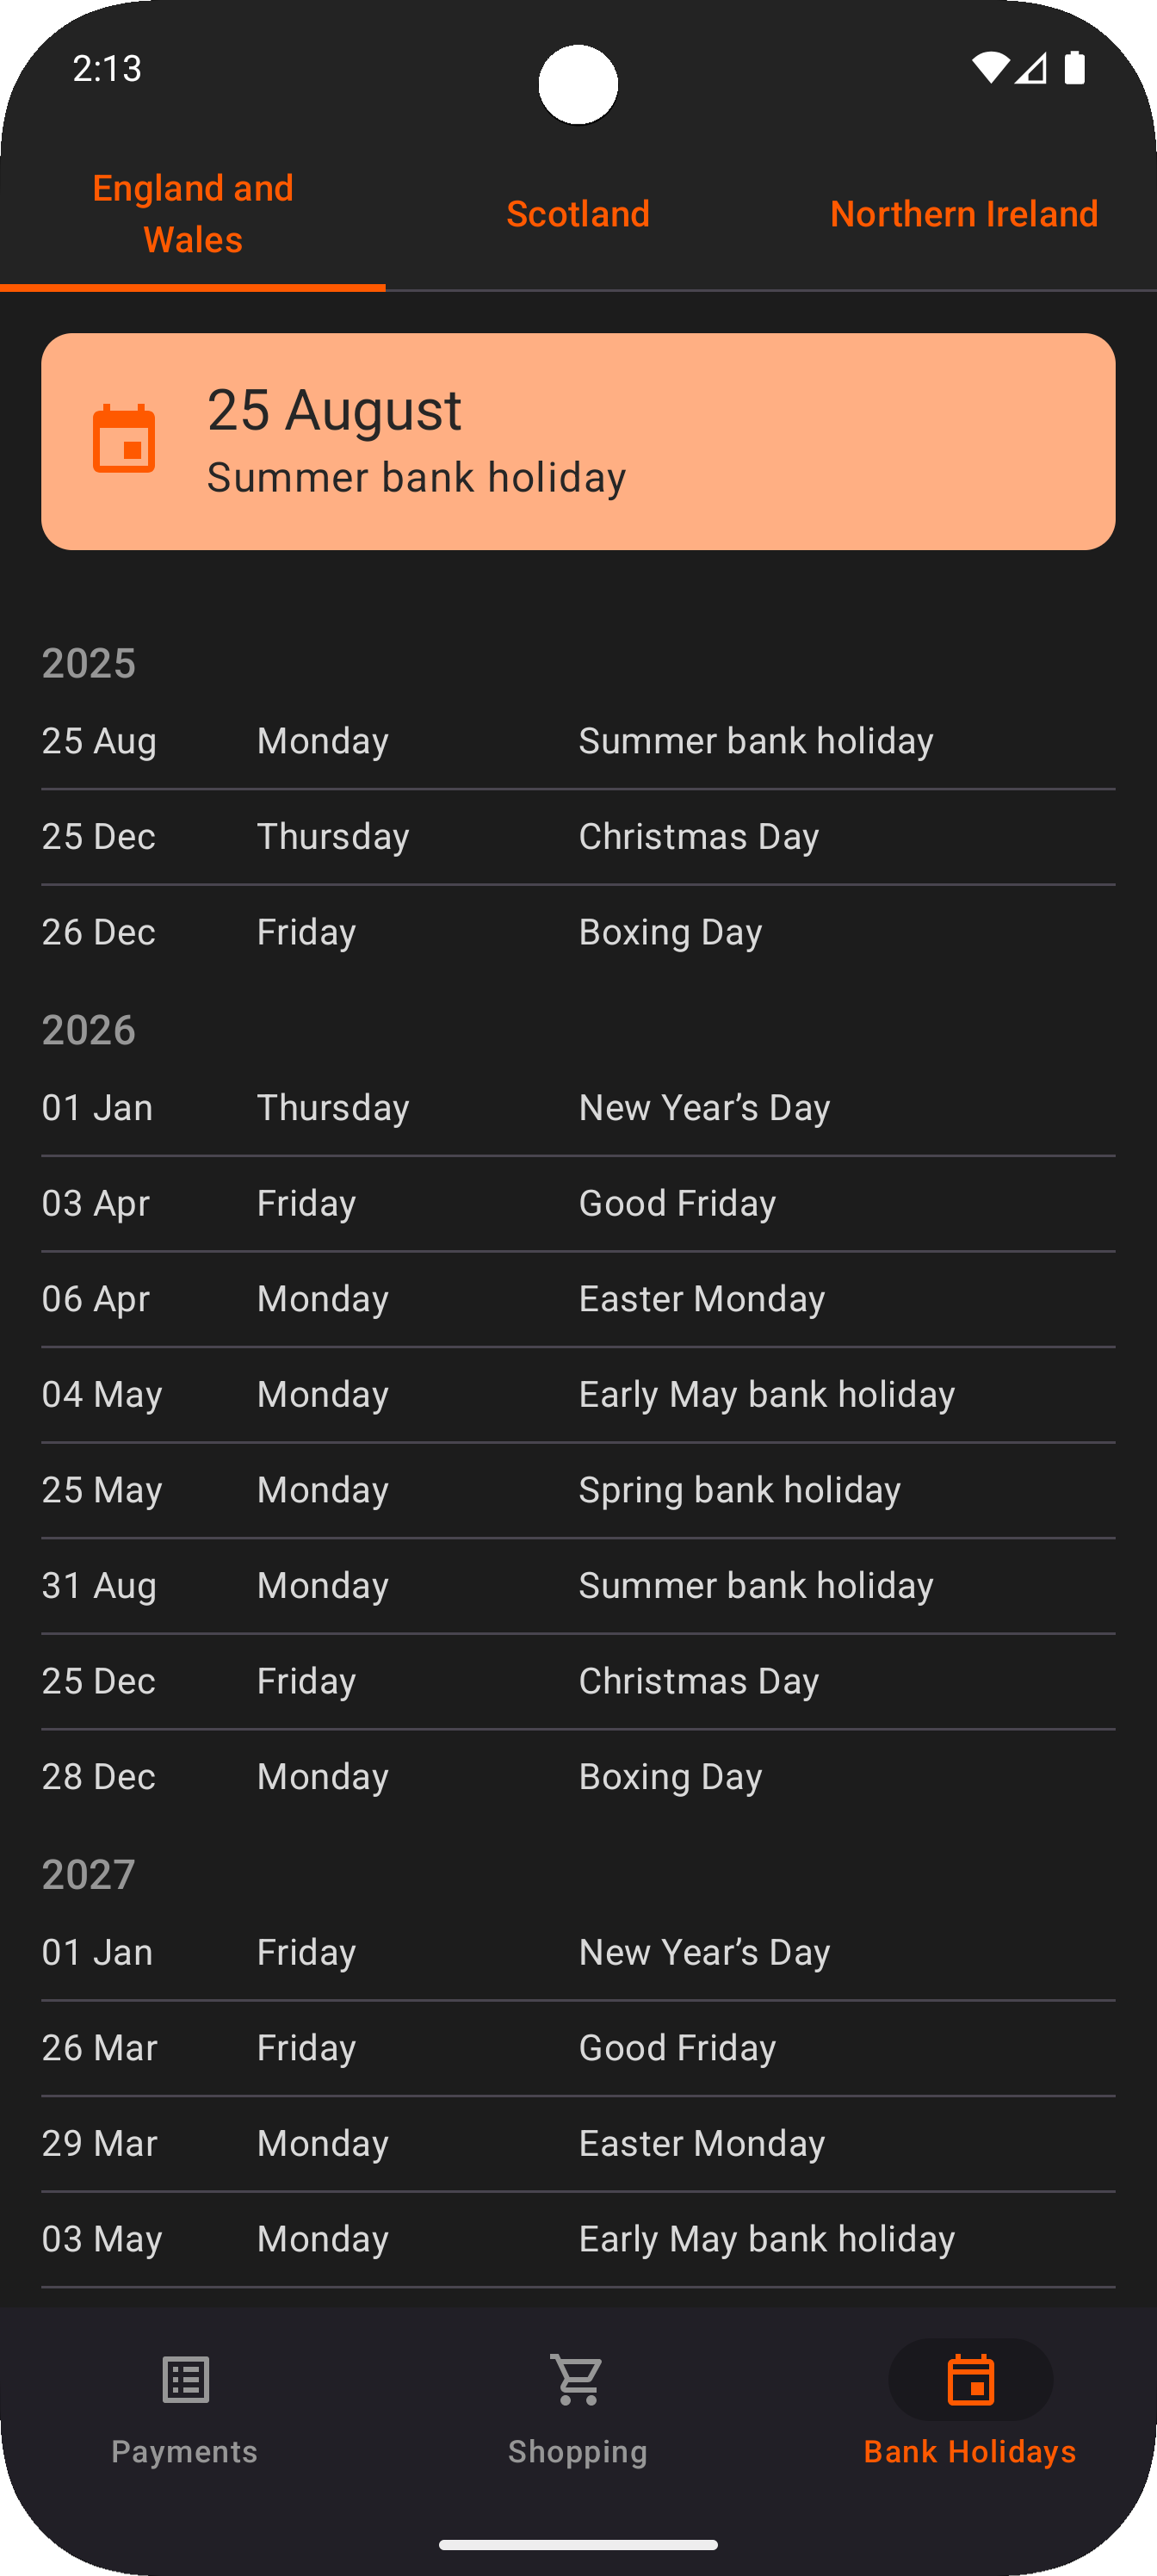 2:13
England and
Wales
Scotland
Northern Ireland
25 August
Summer bank holiday
2025
25 Aug Monday Summer bank holiday
25 Dec Thursday Christmas Day
26 Dec Friday Boxing Day
2026
01 Jan Thursday New Year’s Day
03 Apr Friday Good Friday
06 Apr Monday Easter Monday
04 May Monday Early May bank holiday
25 May Monday Spring bank holiday
31 Aug Monday Summer bank holiday
25 Dec Friday Christmas Day
28 Dec Monday Boxing Day
2027
01 Jan Friday New Year’s Day
26 Mar Friday Good Friday
29 Mar Monday Easter Monday
03 May Monday Early May bank holiday
Payments Shopping Bank Holidays